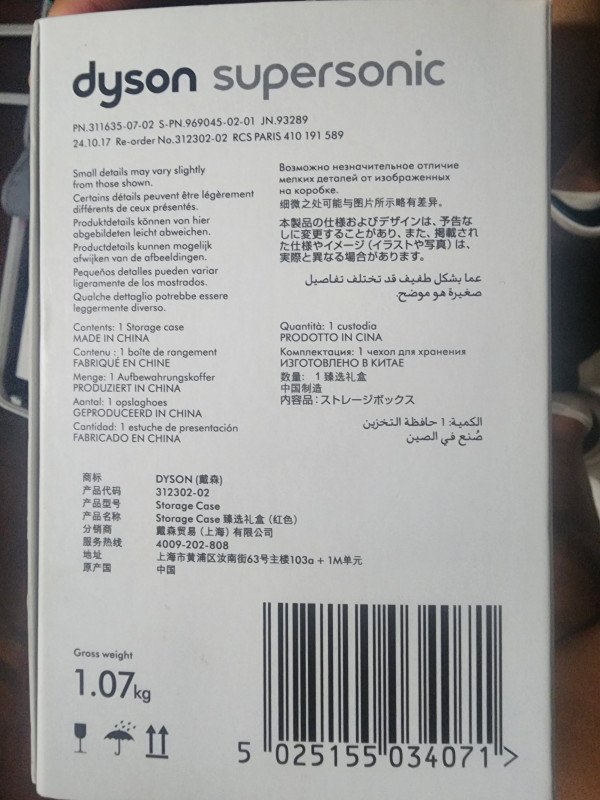 dyson supersonic
PN.311635-07-02 S-PN.969045-02-01 JN.93289
24.10.17 Re-order No.312302-02 RCS PARIS 410 191 589
Small details may vary slightly
from those shown.
Certains détails peuvent être légèrement
différents de ceux présentés.
Produktdetails können von hier
abgebildeten leicht abweichen.
Productdetails kunnen mogelijk
afwijken van de afbeeldingen.
Pequeños detalles pueden variar
ligeramente de los mostrados.
Qualche dettaglio potrebbe essere
leggermente diverso.
Возможно незначительное отличие
мелких деталей от изображенных
на коробке.
细微之处可能与图片所示略有差异。
本製品の仕様およびデザインは、予告な
しに変更することがあり、また、掲載され
た仕様やイメージ（イラストや写真）は、
実際と異なる場合があります。
عما بشكل طفيف قد تختلف تفاصيل
صغيرة هو موضح.
Contents: 1 Storage case
MADE IN CHINA
Contenu : 1 boîte de rangement
FABRIQUÉ EN CHINE
Menge: 1 Aufbewahrungskoffer
PRODUZIERT IN CHINA
Aantal: 1 opslaghoes
GEPRODUCEERD IN CHINA
Cantidad: 1 estuche de presentación
FABRICADO EN CHINA
Quantità: 1 custodia
PRODOTTO IN CINA
Комплектация: 1 чехол для хранения
ИЗГОТОВЛЕНО В КИТАЕ
数量: 1 臻选礼盒
中国制造
内容品：ストレージボックス
الكمية: 1 حافظة التخزين
صُنع في الصين
商标 DYSON (戴森)
产品代码 312302-02
产品型号 Storage Case
产品名称 Storage Case 臻选礼盒 (红色)
分销商 戴森贸易 (上海) 有限公司
服务热线 4009-202-808
地址 上海市黄浦区汝南街63号主楼103a + 1M单元
原产国 中国
Gross weight
1.07kg
5 025155 034071 >